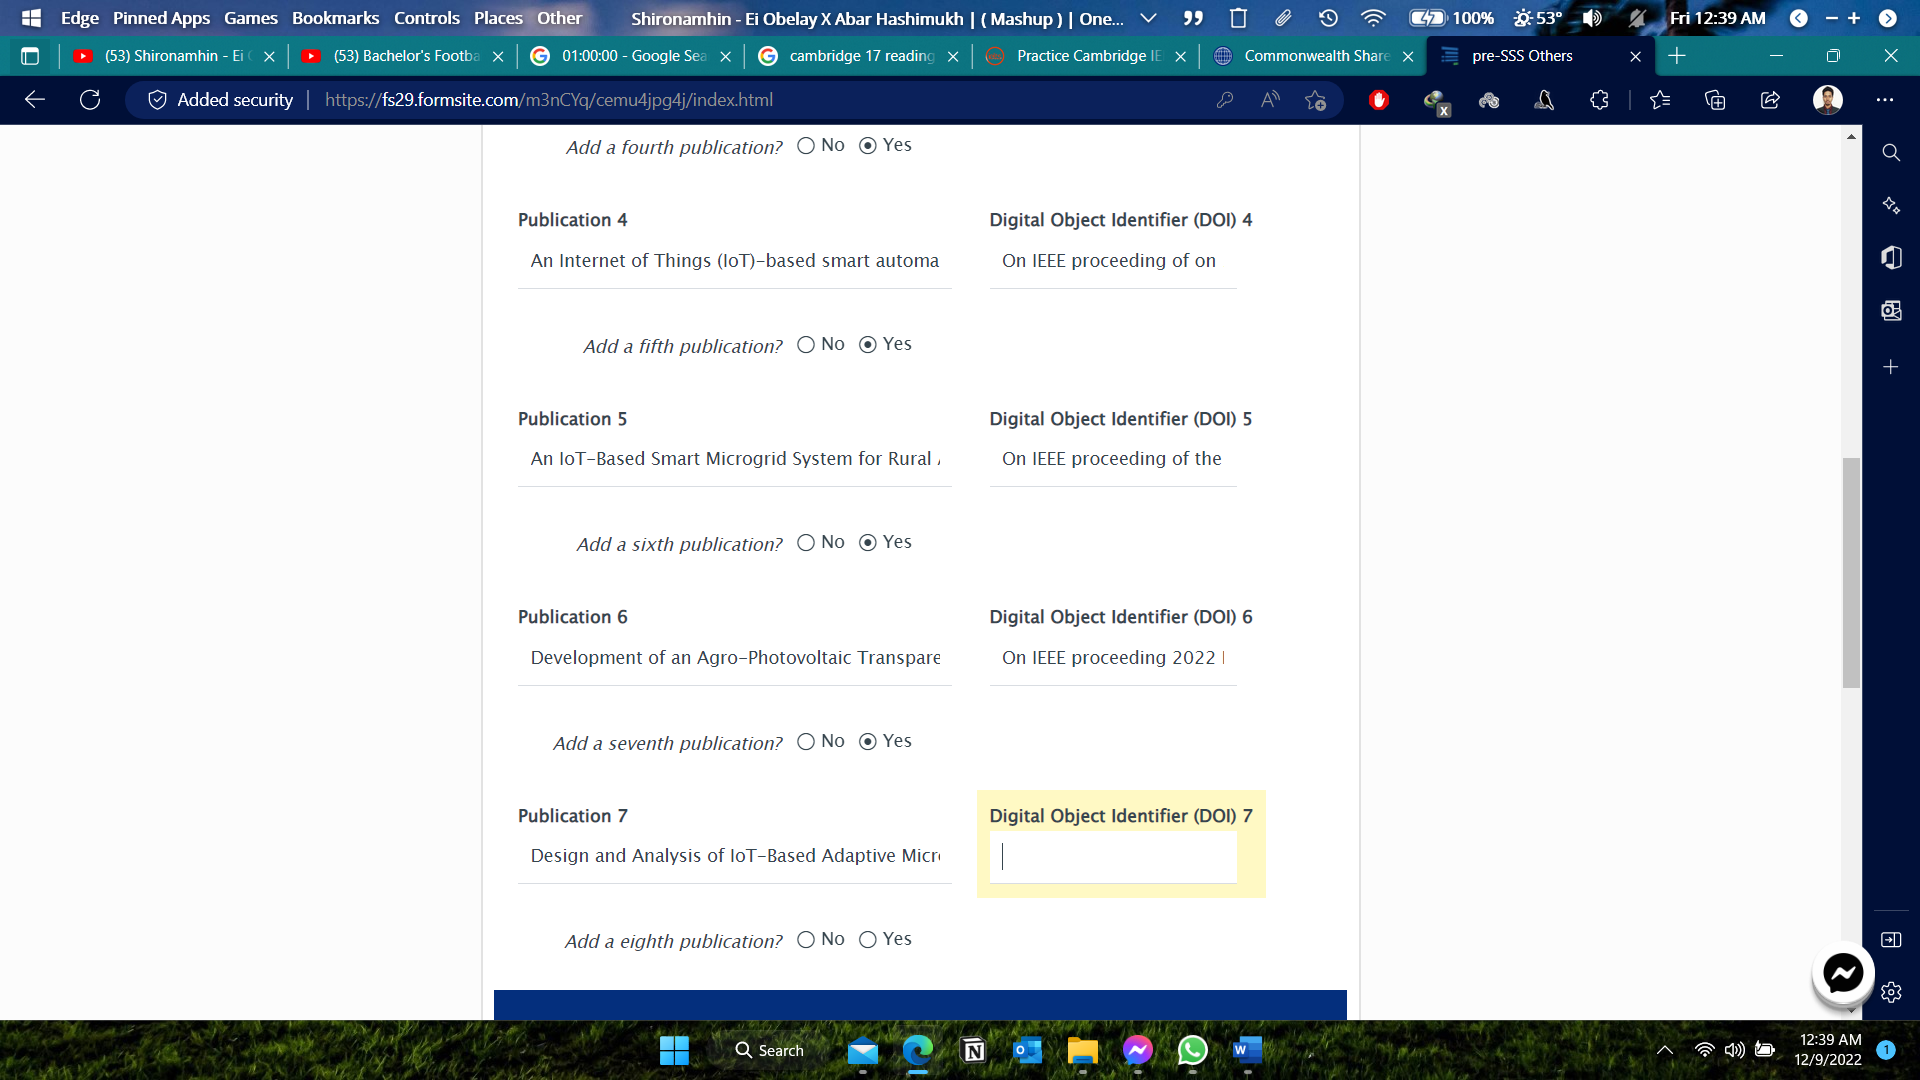 Edge Pinned Apps Games Bookmarks Controls Places Other Shironamhin - Ei Obelay X Abar Hashimukh | ( Mashup ) | One... 100% 53° Fri 12:39 AM
(53) Shironamhin - Ei (53) Bachelor's Footba 01:00:00 - Google Sea cambridge 17 reading Practice Cambridge IE Commonwealth Share pre-SSS Others
Added security https://fs29.formsite.com/m3nCYq/cemu4jpg4j/index.html
Add a fourth publication? No Yes
Publication 4 Digital Object Identifier (DOI) 4
An Internet of Things (IoT)-based smart automa On IEEE proceeding of on
Add a fifth publication? No Yes
Publication 5 Digital Object Identifier (DOI) 5
An IoT-Based Smart Microgrid System for Rural On IEEE proceeding of the
Add a sixth publication? No Yes
Publication 6 Digital Object Identifier (DOI) 6
Development of an Agro-Photovoltaic Transpare On IEEE proceeding 2022
Add a seventh publication? No Yes
Publication 7 Digital Object Identifier (DOI) 7
Design and Analysis of IoT-Based Adaptive Micr
Add a eighth publication? No Yes
Search
12:39 AM
12/9/2022 1